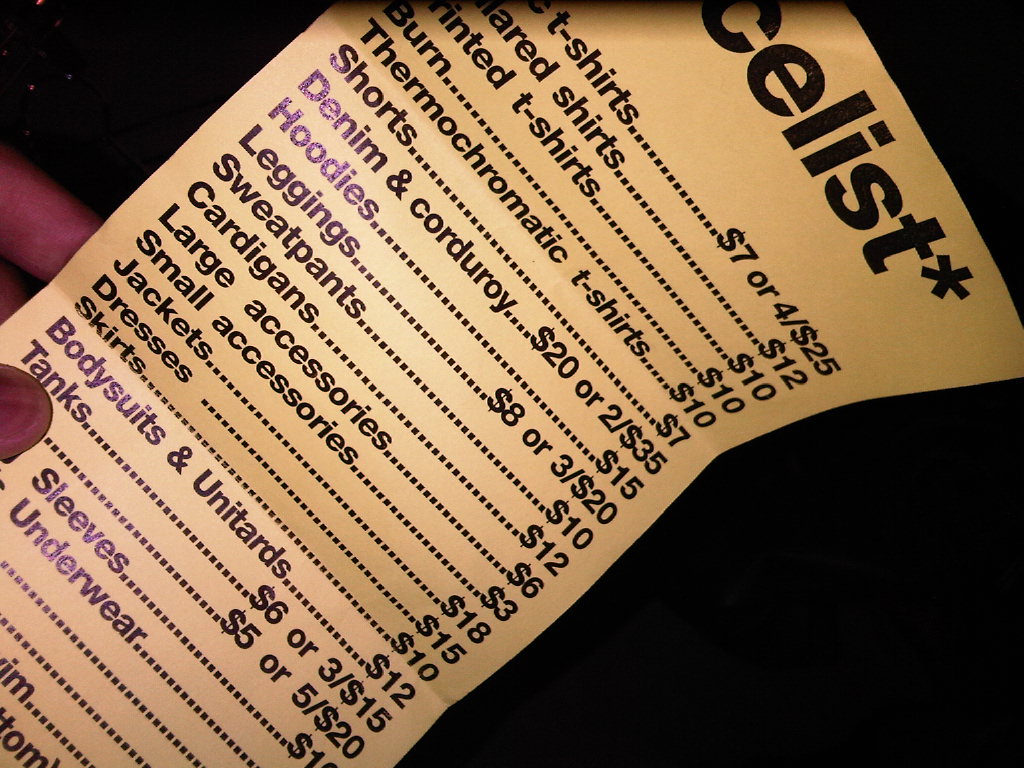 celist*
t-shirts......$7 or 4/$25
shirts......$12
t-shirts......$10
Burn......$10
Thermochromatic t-shirts...$10
Shorts......$7
Denim & corduroy...$20 or 2/$35
Hoodies......$15
Leggings......$8 or 3/$20
Sweatpants......$10
Cardigans......$12
Large accessories......$6
Small accessories......$3
Jackets......$18
Dresses ......$15
Skirts......$10
Bodysuits & Unitards......$12
Tanks......$6 or 3/$15
Sleeves......$5 or 5/$20
Underwear......